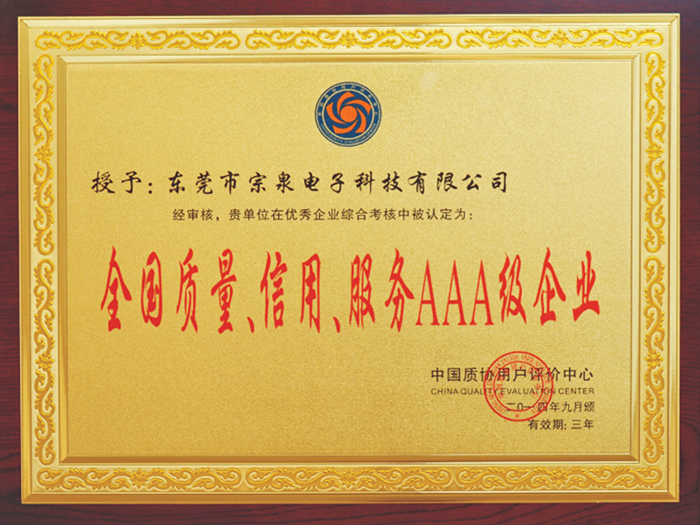 授予：东莞市宗泉电子科技有限公司
经审核，贵单位在优秀企业综合考核中被认定为：
全国质量、信用、服务AAA级企业
中国质协用户评价中心
CHINA QUALITY EVALUATION CENTER
二〇一四年九月颁
有效期：三年